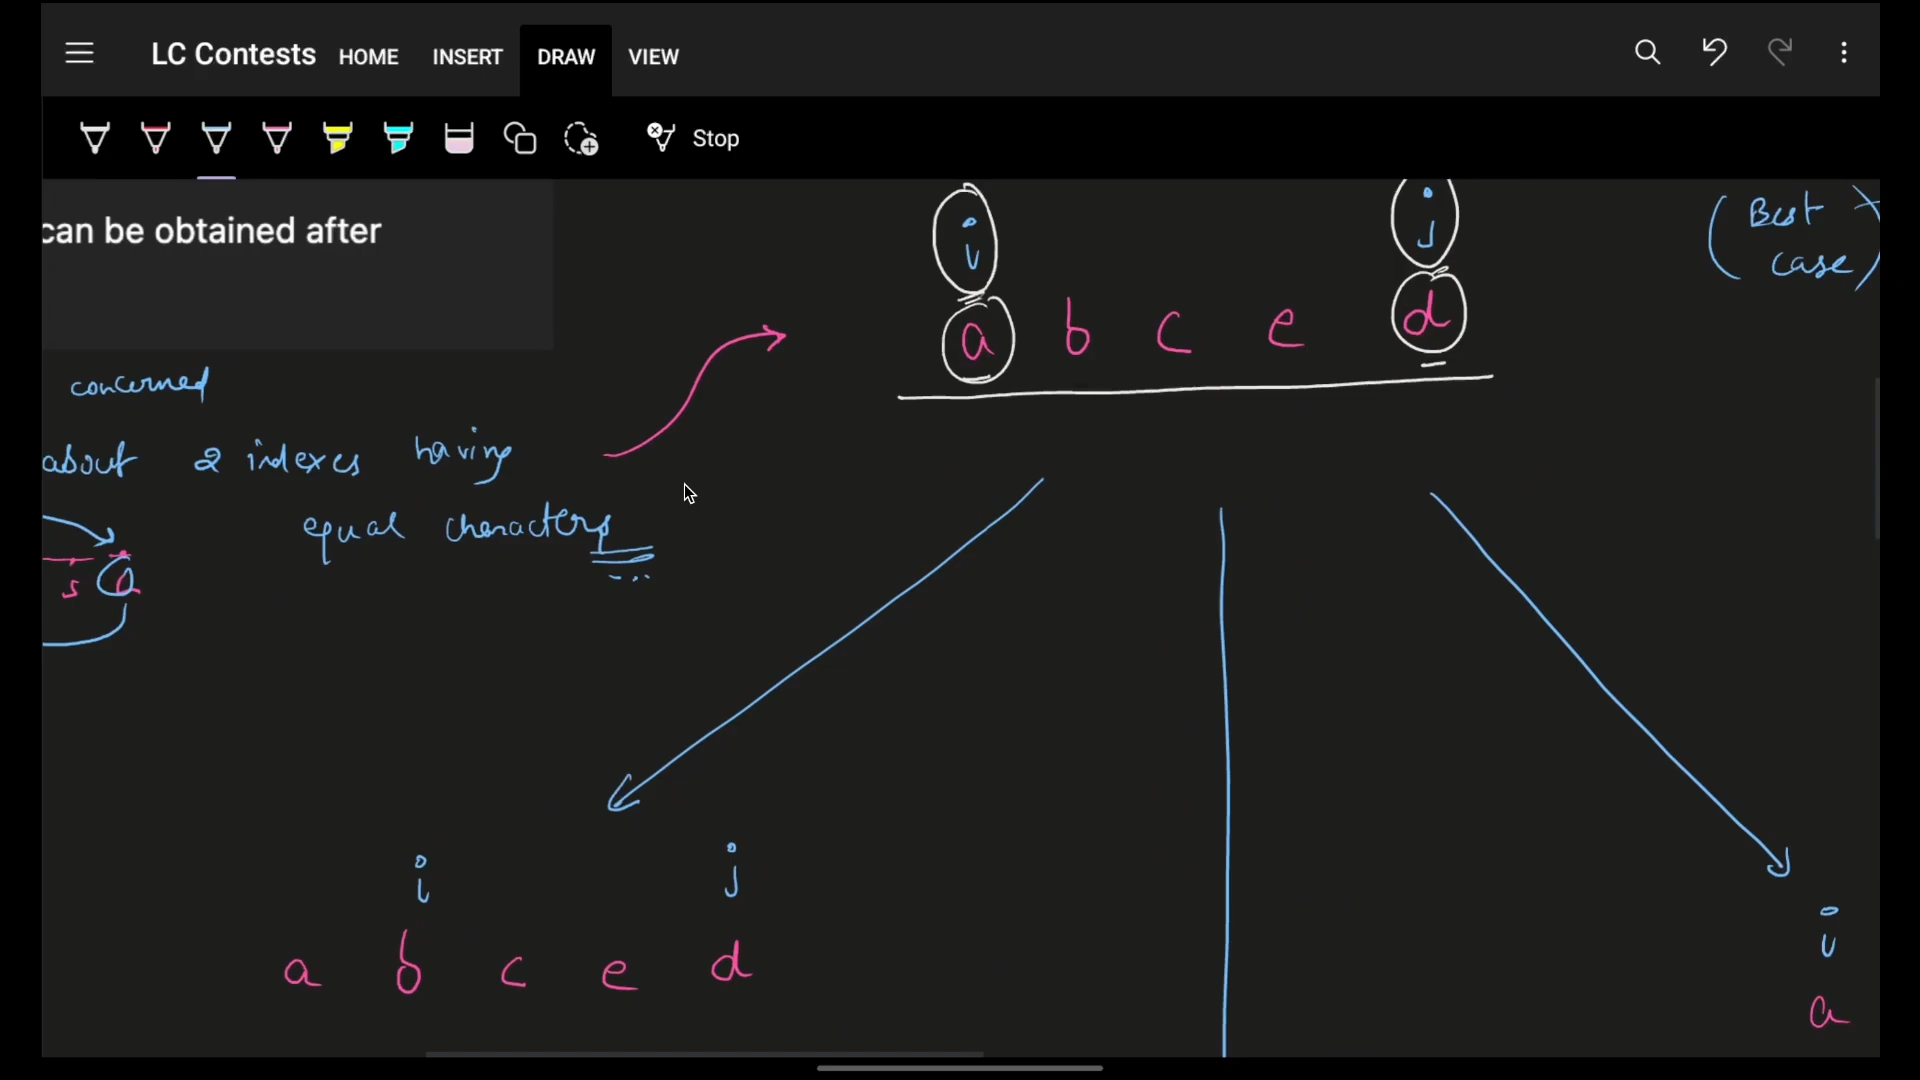 LC Contests HOME INSERT DRAW VIEW
Stop
can be obtained after
i j
a b c e d
( Best
case )
concerned
about 2 indexes having
equal characters
s a
i j
a b c e d
i
a